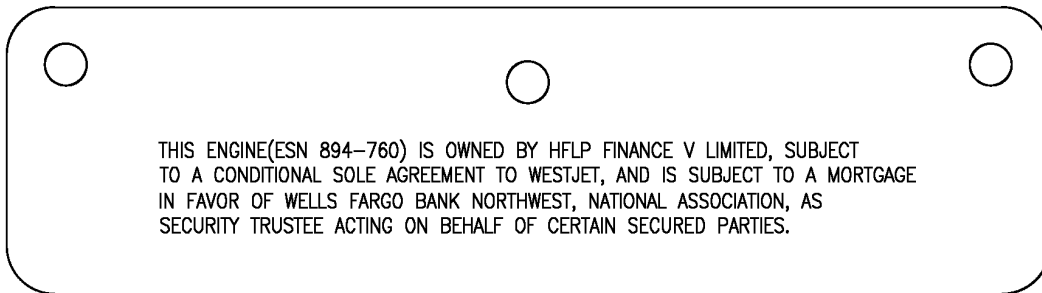 THIS ENGINE(ESN 894-760) IS OWNED BY HFLP FINANCE V LIMITED, SUBJECT
TO A CONDITIONAL SOLE AGREEMENT TO WESTJET, AND IS SUBJECT TO A MORTGAGE
IN FAVOR OF WELLS FARGO BANK NORTHWEST, NATIONAL ASSOCIATION, AS
SECURITY TRUSTEE ACTING ON BEHALF OF CERTAIN SECURED PARTIES.